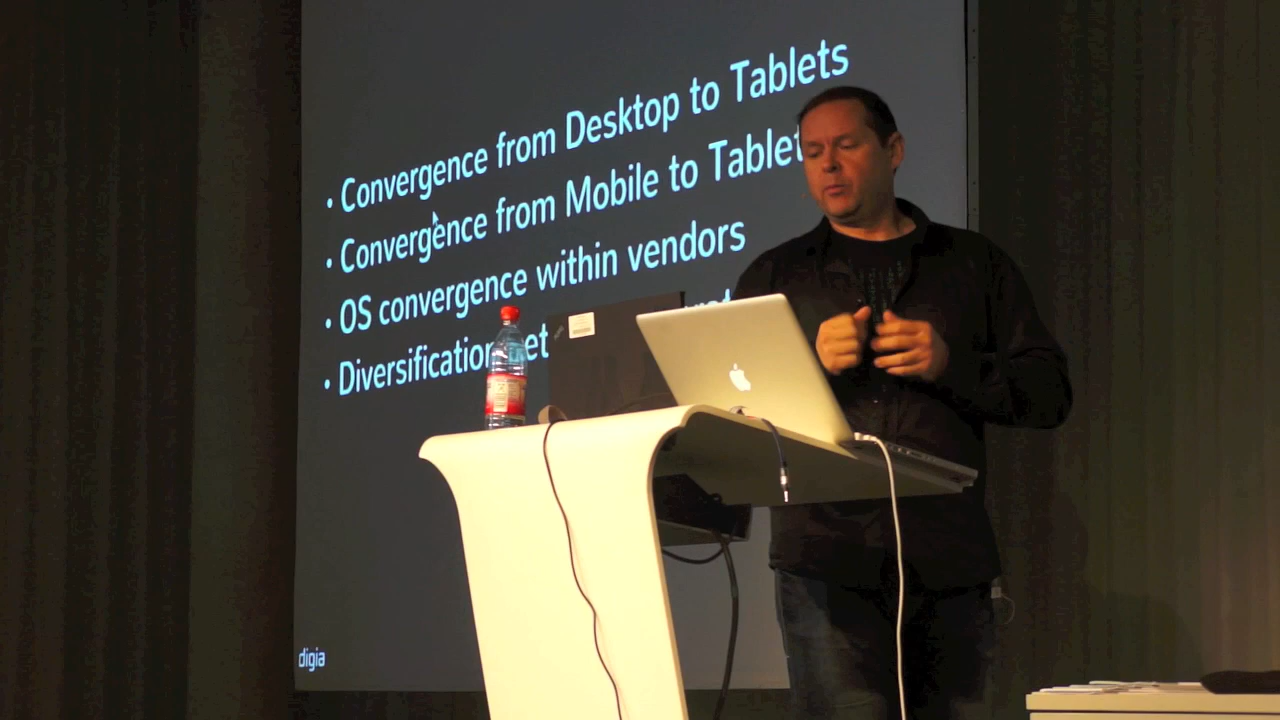 • Convergence from Desktop to Tablets
• Convergence from Mobile to Tablet
• OS convergence within vendors
• Diversification
digia